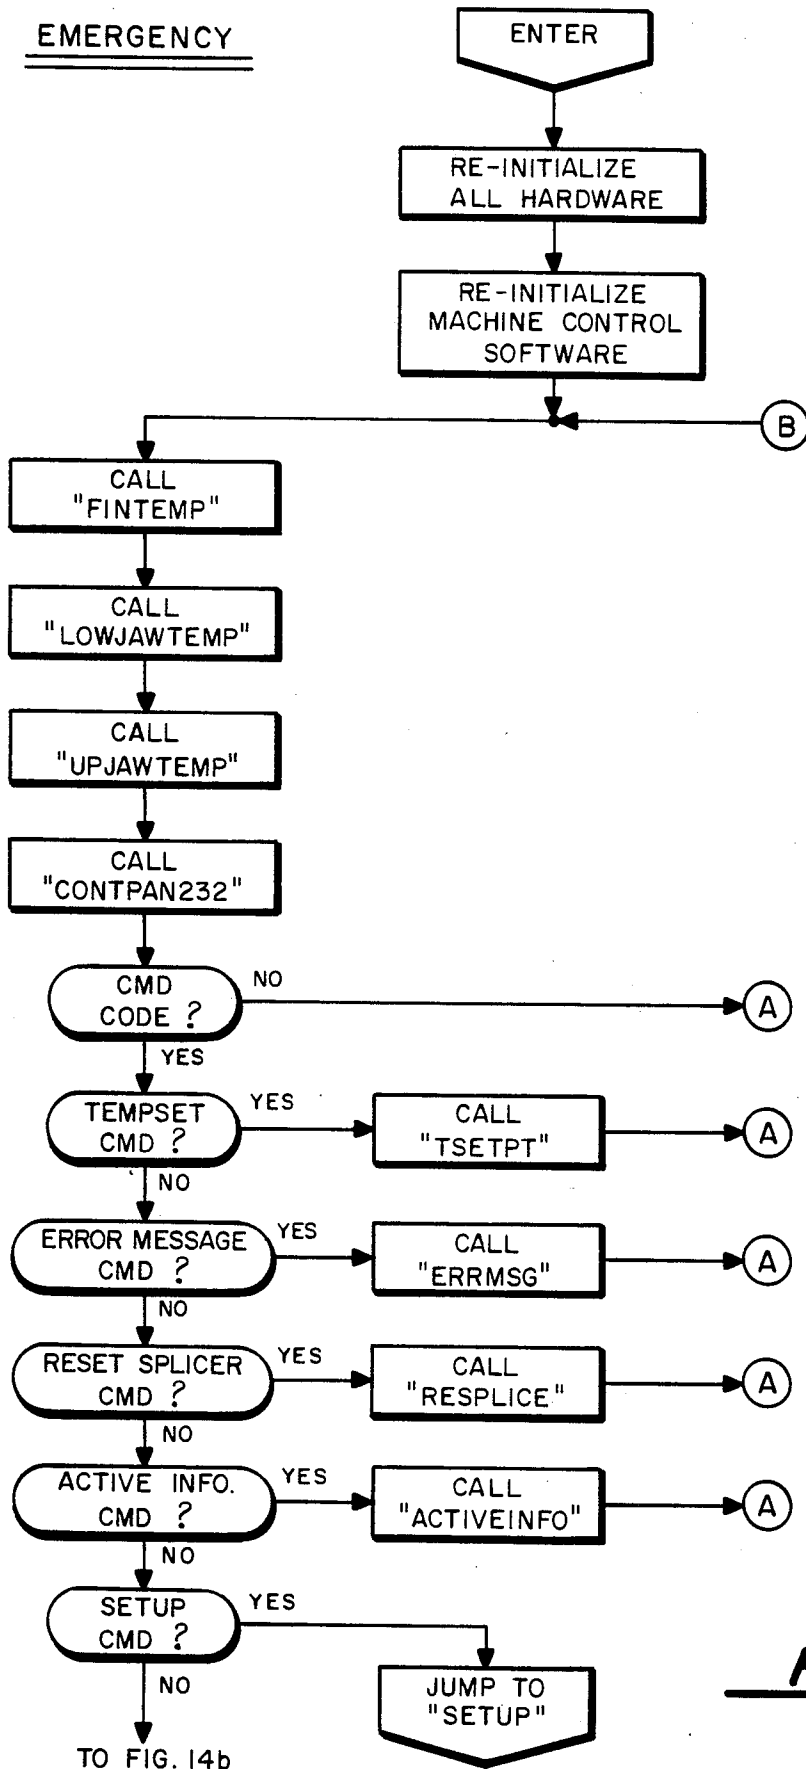 EMERGENCY
ENTER
RE-INITIALIZE
ALL HARDWARE
RE-INITIALIZE
MACHINE CONTROL
SOFTWARE
B
CALL
"FINTEMP"
CALL
"LOWJAWTEMP"
CALL
"UPJAWTEMP"
CALL
"CONTPAN232"
CMD
CODE ?
NO
A
YES
TEMPSET
CMD ?
YES
CALL
"TSETPT"
A
NO
ERROR MESSAGE
CMD ?
YES
CALL
"ERRMSG"
A
NO
RESET SPLICER
CMD ?
YES
CALL
"RESPLICE"
A
NO
ACTIVE INFO.
CMD ?
YES
CALL
"ACTIVEINFO"
A
NO
SETUP
CMD ?
YES
JUMP TO
"SETUP"
NO
TO FIG. 14b